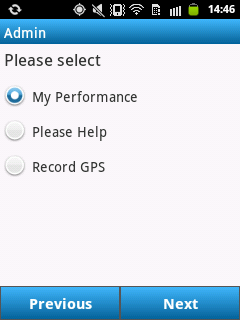 14:46
Admin
Please select
My Performance
Please Help
Record GPS
Previous Next